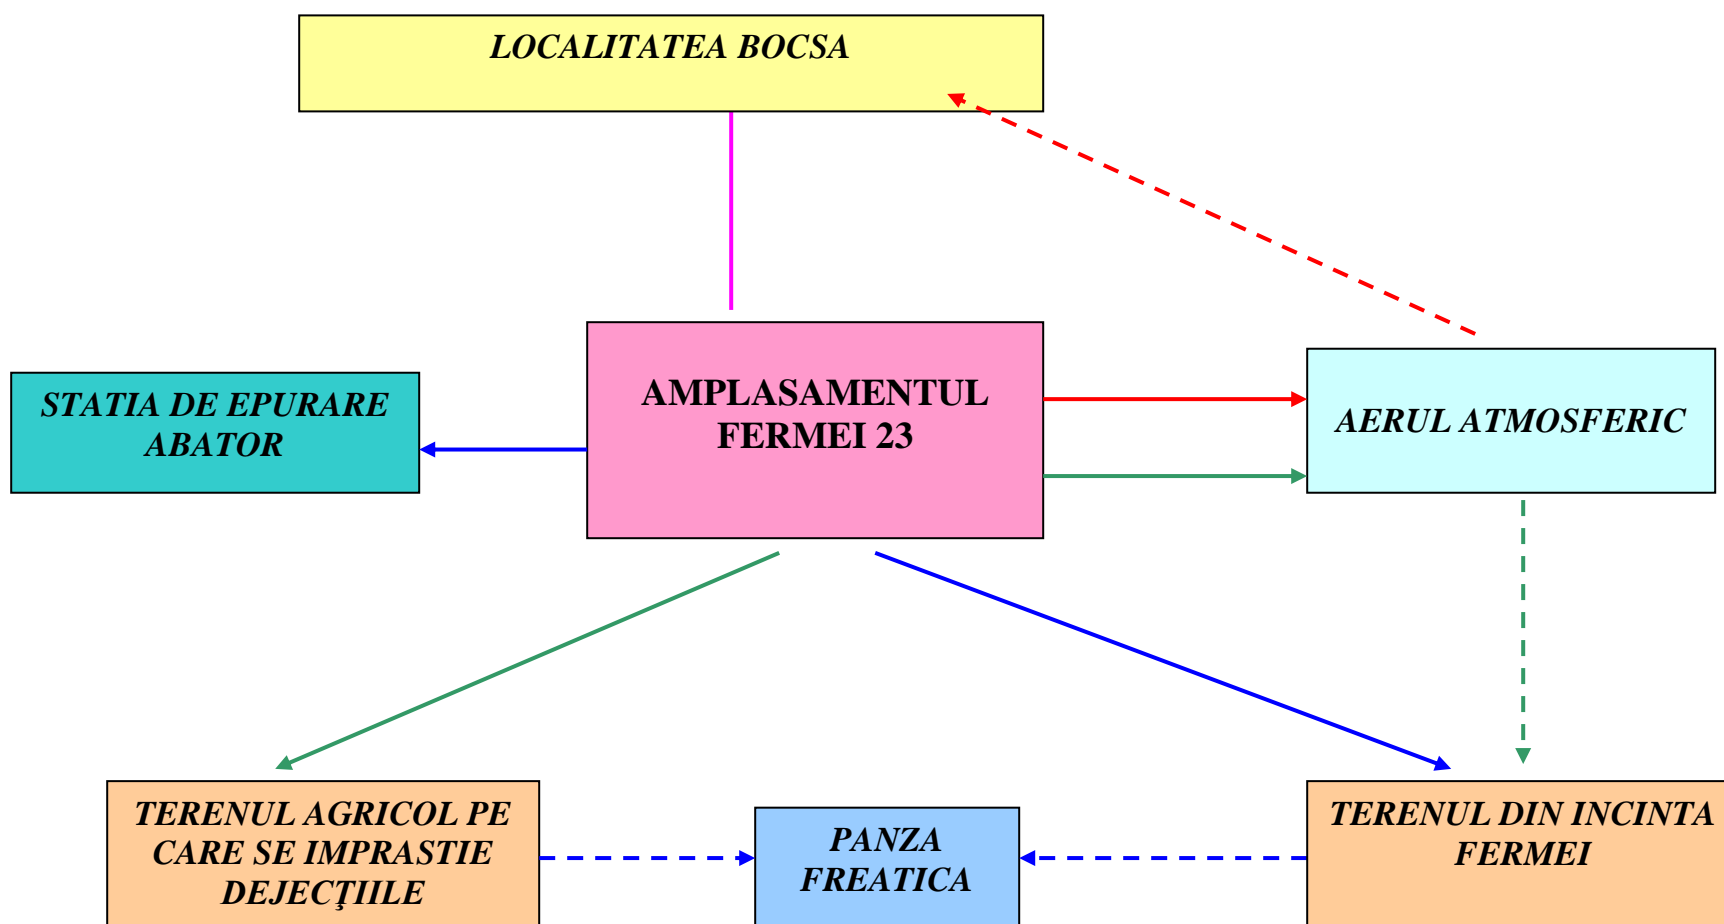 LOCALITATEA BOCSA
STATIA DE EPURARE
ABATOR
AMPLASAMENTUL
FERMEI 23
AERUL ATMOSFERIC
TERENUL AGRICOL PE
CARE SE IMPRASTIE
DEJECŢIILE
PANZA
FREATICA
TERENUL DIN INCINTA
FERMEI